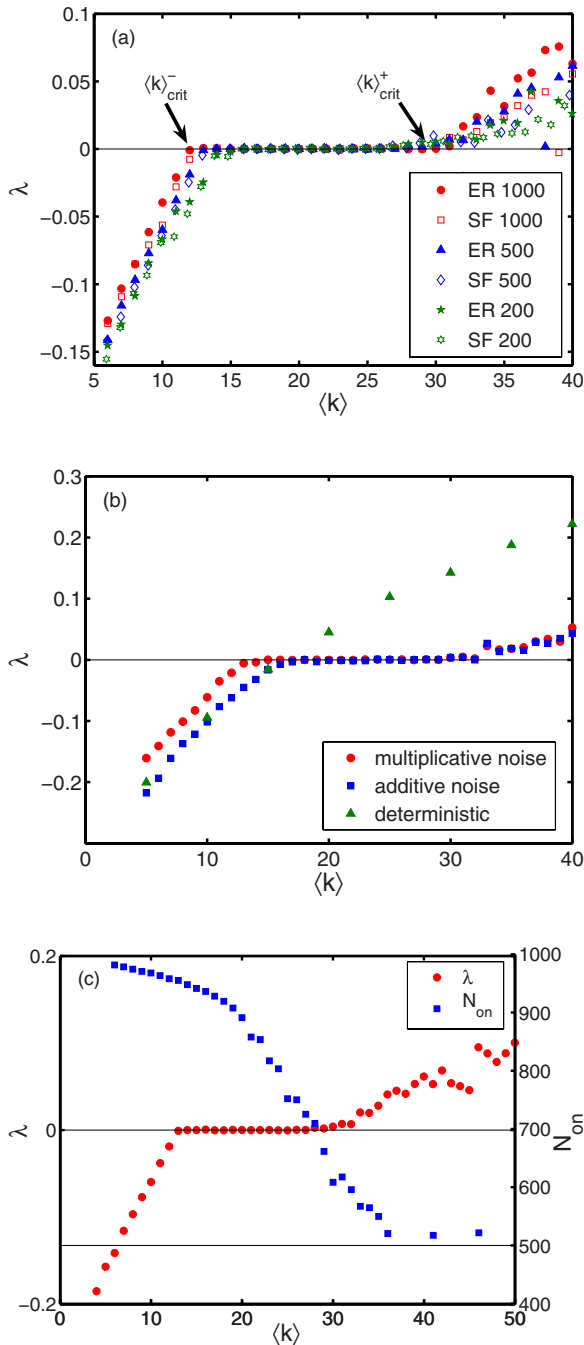 (a)
⟨k⟩⁻crit
⟨k⟩⁺crit
0.1
0.05
0
−0.05
−0.1
−0.15
λ
ER 1000
SF 1000
ER 500
SF 500
ER 200
SF 200
5 10 15 20 25 30 35 40
⟨k⟩
(b)
0.3
0.2
0.1
0
−0.1
−0.2
λ
multiplicative noise
additive noise
deterministic
0 10 20 30 40
⟨k⟩
(c)
λ
N_on
0.2
0
−0.2
λ
1000
900
800
700
600
500
400
N_on
0 10 20 30 40 50
⟨k⟩